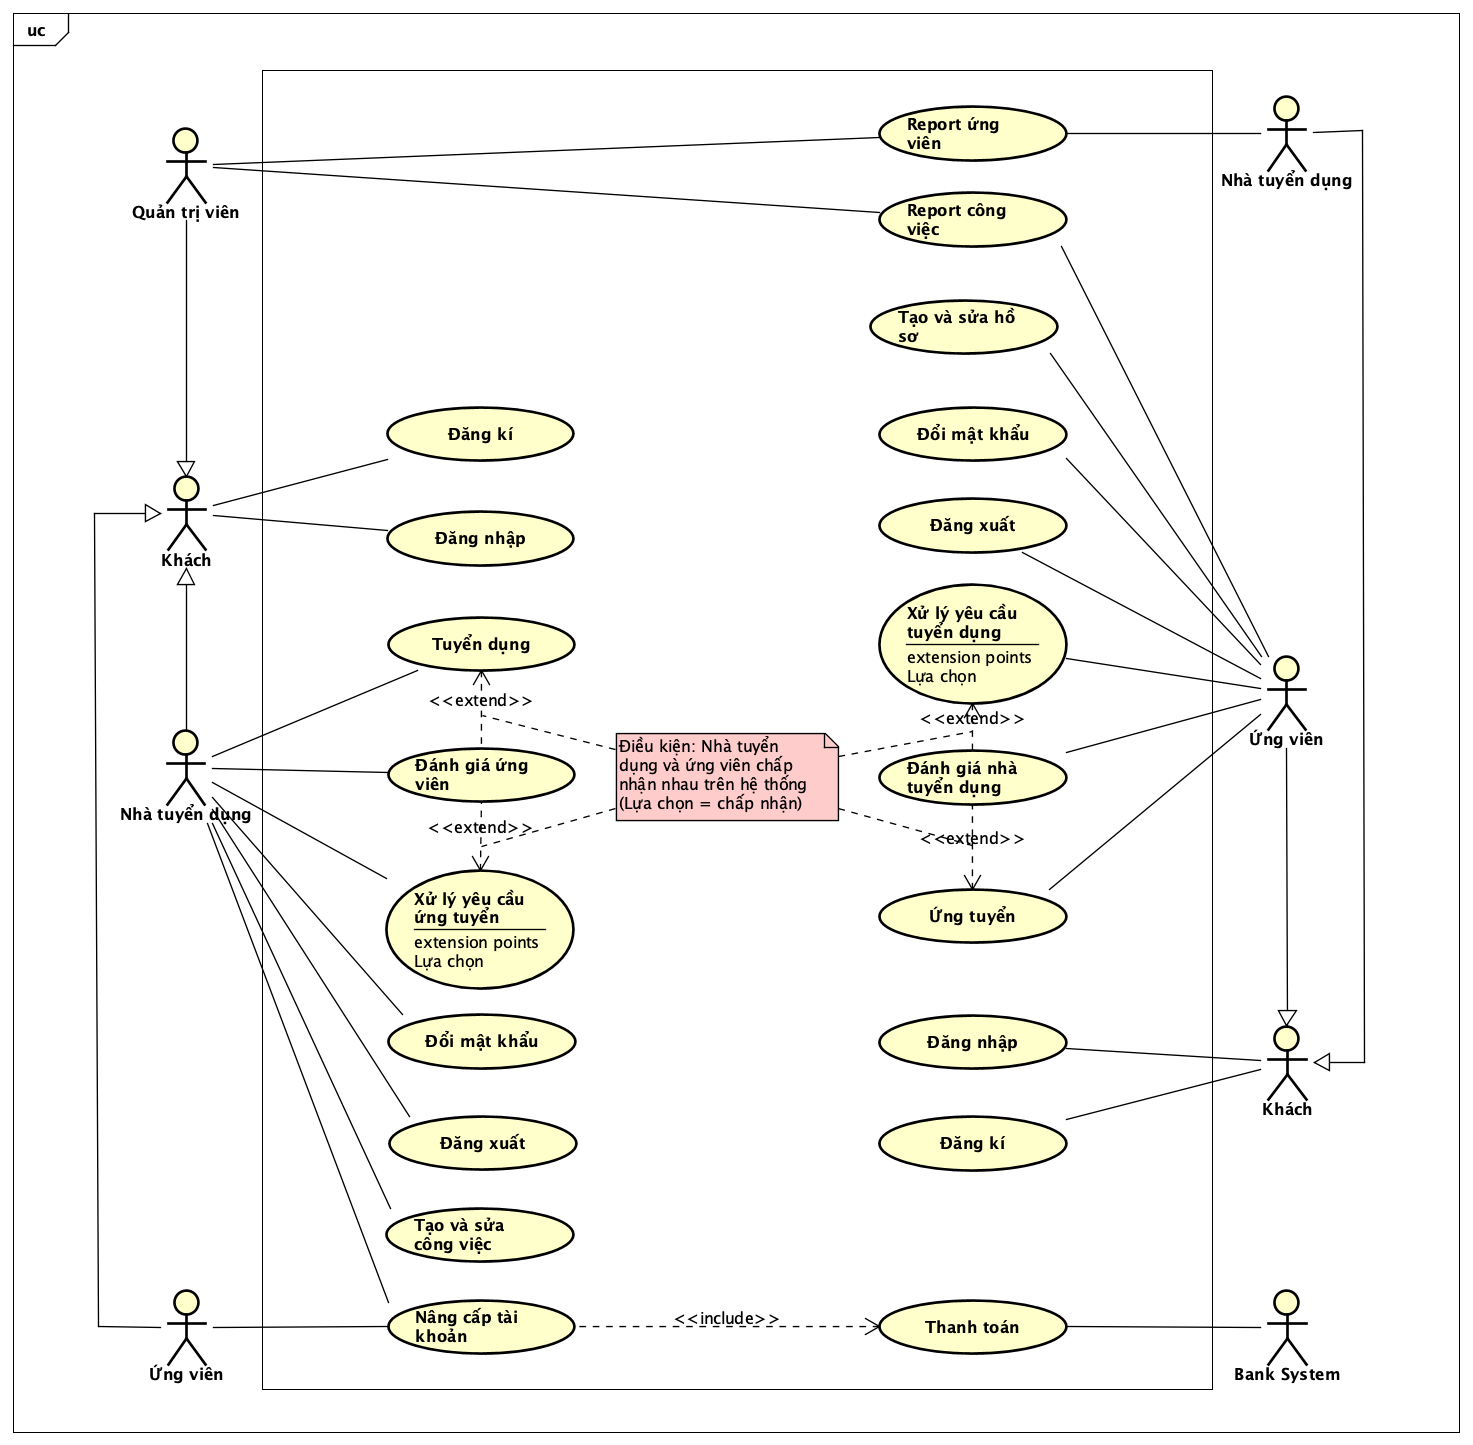 uc
Report ứng
viên
Nhà tuyển dụng
Quản trị viên
Report công
việc
Tạo và sửa hồ
sơ
Đăng kí
Đổi mật khẩu
Đăng nhập
Đăng xuất
Khách
Tuyển dụng
Xử lý yêu cầu
tuyển dụng
extension points
Lựa chọn
<<extend>>
<<extend>>
Ứng viên
Điều kiện: Nhà tuyển
dụng và ứng viên chấp
nhận nhau trên hệ thống
(Lựa chọn = chấp nhận)
Đánh giá ứng
viên
Đánh giá nhà
tuyển dụng
Nhà tuyển dụng
<<extend>>
<<extend>>
Xử lý yêu cầu
ứng tuyển
extension points
Lựa chọn
Ứng tuyển
Đổi mật khẩu
Đăng nhập
Khách
Đăng xuất
Đăng kí
Tạo và sửa
công việc
Nâng cấp tài
khoản
<<include>>
Thanh toán
Ứng viên
Bank System